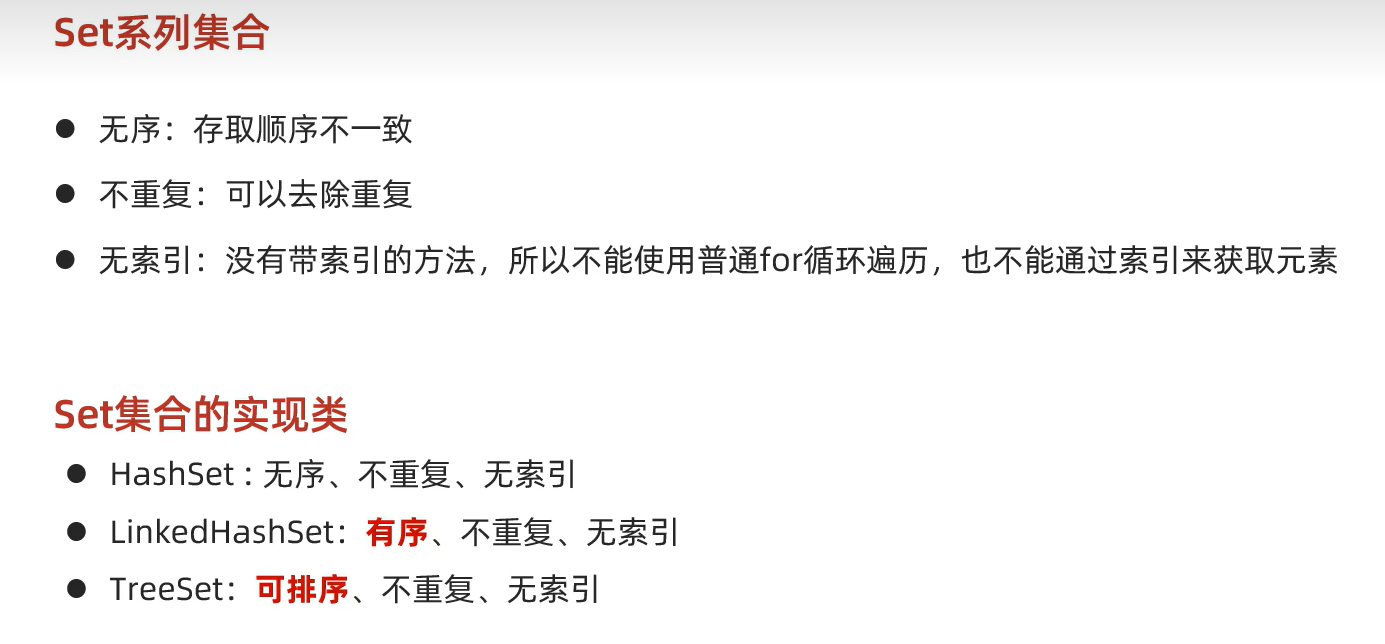 Set系列集合
● 无序：存取顺序不一致
● 不重复：可以去除重复
● 无索引：没有带索引的方法，所以不能使用普通for循环遍历，也不能通过索引来获取元素
Set集合的实现类
● HashSet : 无序、不重复、无索引
● LinkedHashSet：有序、不重复、无索引
● TreeSet：可排序、不重复、无索引